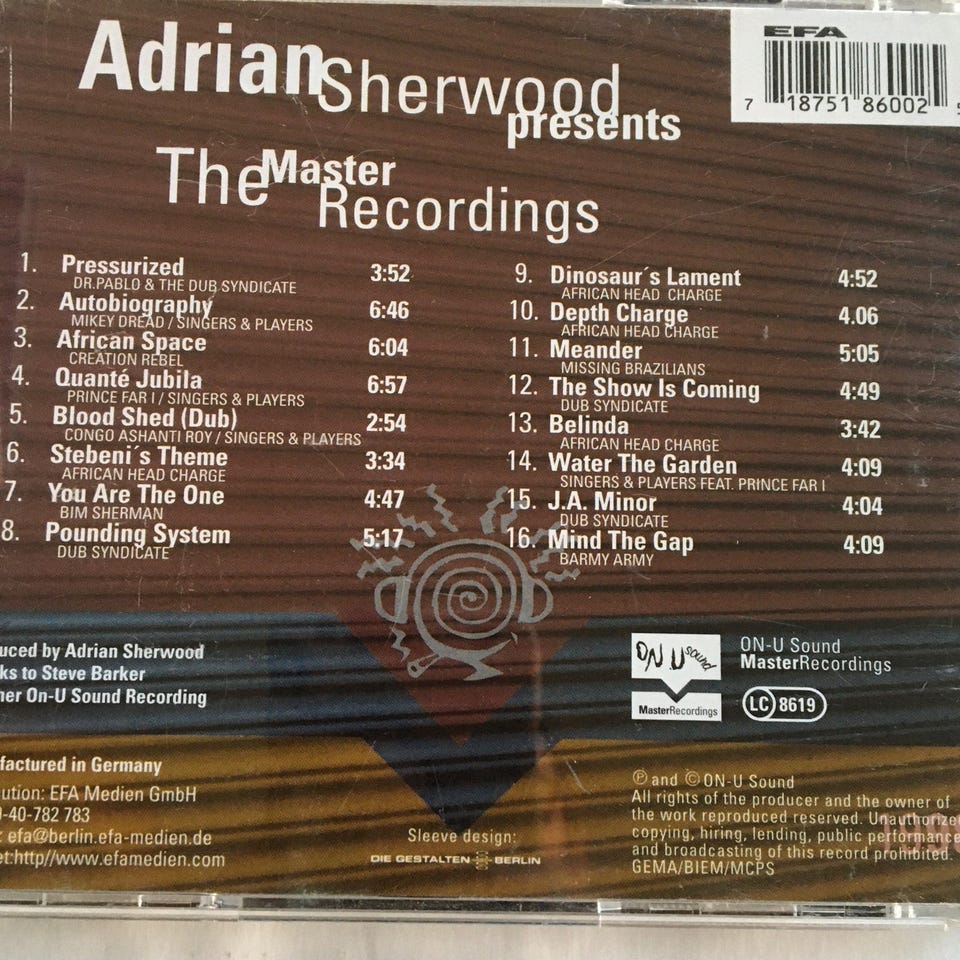 EFA
7 18751 86002 5
Adrian Sherwood
presents
The Master
Recordings
1. Pressurized 3:52
DR.PABLO & THE DUB SYNDICATE
2. Autobiography 6:46
MIKEY DREAD / SINGERS & PLAYERS
3. African Space 6:04
CREATION REBEL
4. Quanté Jubila 6:57
PRINCE FAR I / SINGERS & PLAYERS
5. Blood Shed (Dub) 2:54
CONGO ASHANTI ROY / SINGERS & PLAYERS
6. Stebeni´s Theme 3:34
AFRICAN HEAD CHARGE
7. You Are The One 4:47
BIM SHERMAN
8. Pounding System 5:17
DUB SYNDICATE
9. Dinosaur´s Lament 4:52
AFRICAN HEAD CHARGE
10. Depth Charge 4.06
AFRICAN HEAD CHARGE
11. Meander 5:05
MISSING BRAZILIANS
12. The Show Is Coming 4:49
DUB SYNDICATE
13. Belinda 3:42
AFRICAN HEAD CHARGE
14. Water The Garden 4:09
SINGERS & PLAYERS FEAT. PRINCE FAR I
15. J.A. Minor 4:04
DUB SYNDICATE
16. Mind The Gap 4:09
BARMY ARMY
uced by Adrian Sherwood
ks to Steve Barker
her On-U Sound Recording
ON.U sound
MasterRecordings
ON-U Sound
MasterRecordings
LC 8619
factured in Germany
ution: EFA Medien GmbH
-40-782 783
: efa@berlin.efa-medien.de
et:http//www.efamedien.com
Sleeve design:
DIE GESTALTEN BERLIN
℗ and © ON-U Sound
All rights of the producer and the owner of
the work reproduced reserved. Unauthorize
copying, hiring, lending, public performance
and broadcasting of this record prohibited.
GEMA/BIEM/MCPS